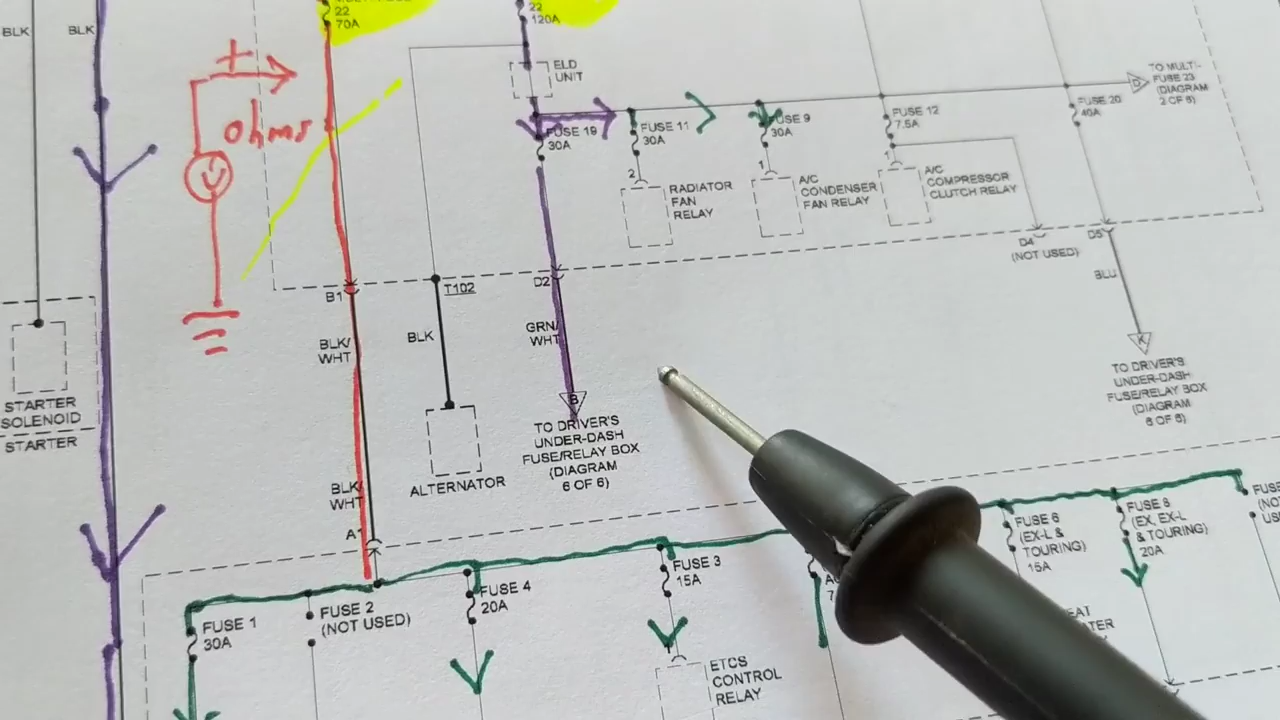 22
70A
22
120A
BLK
BLK
+
ohms
V
ELD
UNIT
FUSE 19
30A
FUSE 11
30A
FUSE 9
30A
FUSE 12
7.5A
FUSE 20
40A
TO MULTI-
FUSE 23
(DIAGRAM
2 OF 6)
2
RADIATOR
FAN
RELAY
1
A/C
CONDENSER
FAN RELAY
1
A/C
COMPRESSOR
CLUTCH RELAY
D4
(NOT USED)
D5
BLU
K
TO DRIVER'S
UNDER-DASH
FUSE/RELAY BOX
(DIAGRAM
6 OF 6)
B1
T102
D2
BLK/
WHT
BLK
GRN/
WHT
B
TO DRIVER'S
UNDER-DASH
FUSE/RELAY BOX
(DIAGRAM
6 OF 6)
STARTER
SOLENOID
STARTER
ALTERNATOR
BLK/
WHT
A1
FUSE 1
30A
FUSE 2
(NOT USED)
FUSE 4
20A
FUSE 3
15A
ETCS
CONTROL
RELAY
FUSE 6
(EX-L &
TOURING)
15A
FUSE 8
(EX, EX-L
& TOURING)
20A